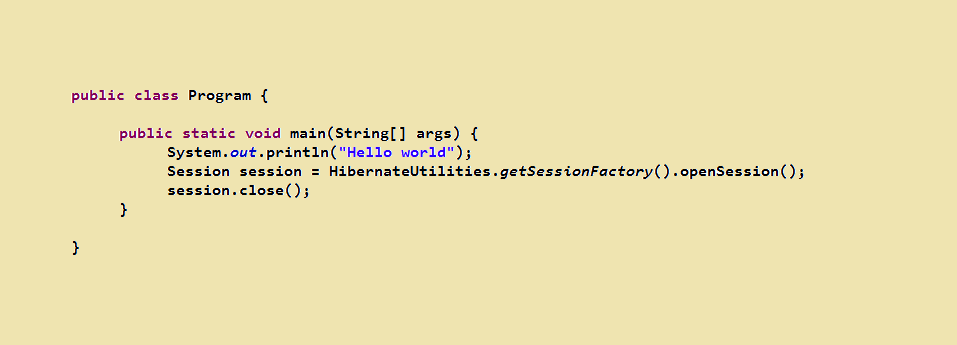 public class Program {
public static void main(String[] args) {
System.out.println("Hello world");
Session session = HibernateUtilities.getSessionFactory().openSession();
session.close();
}
}